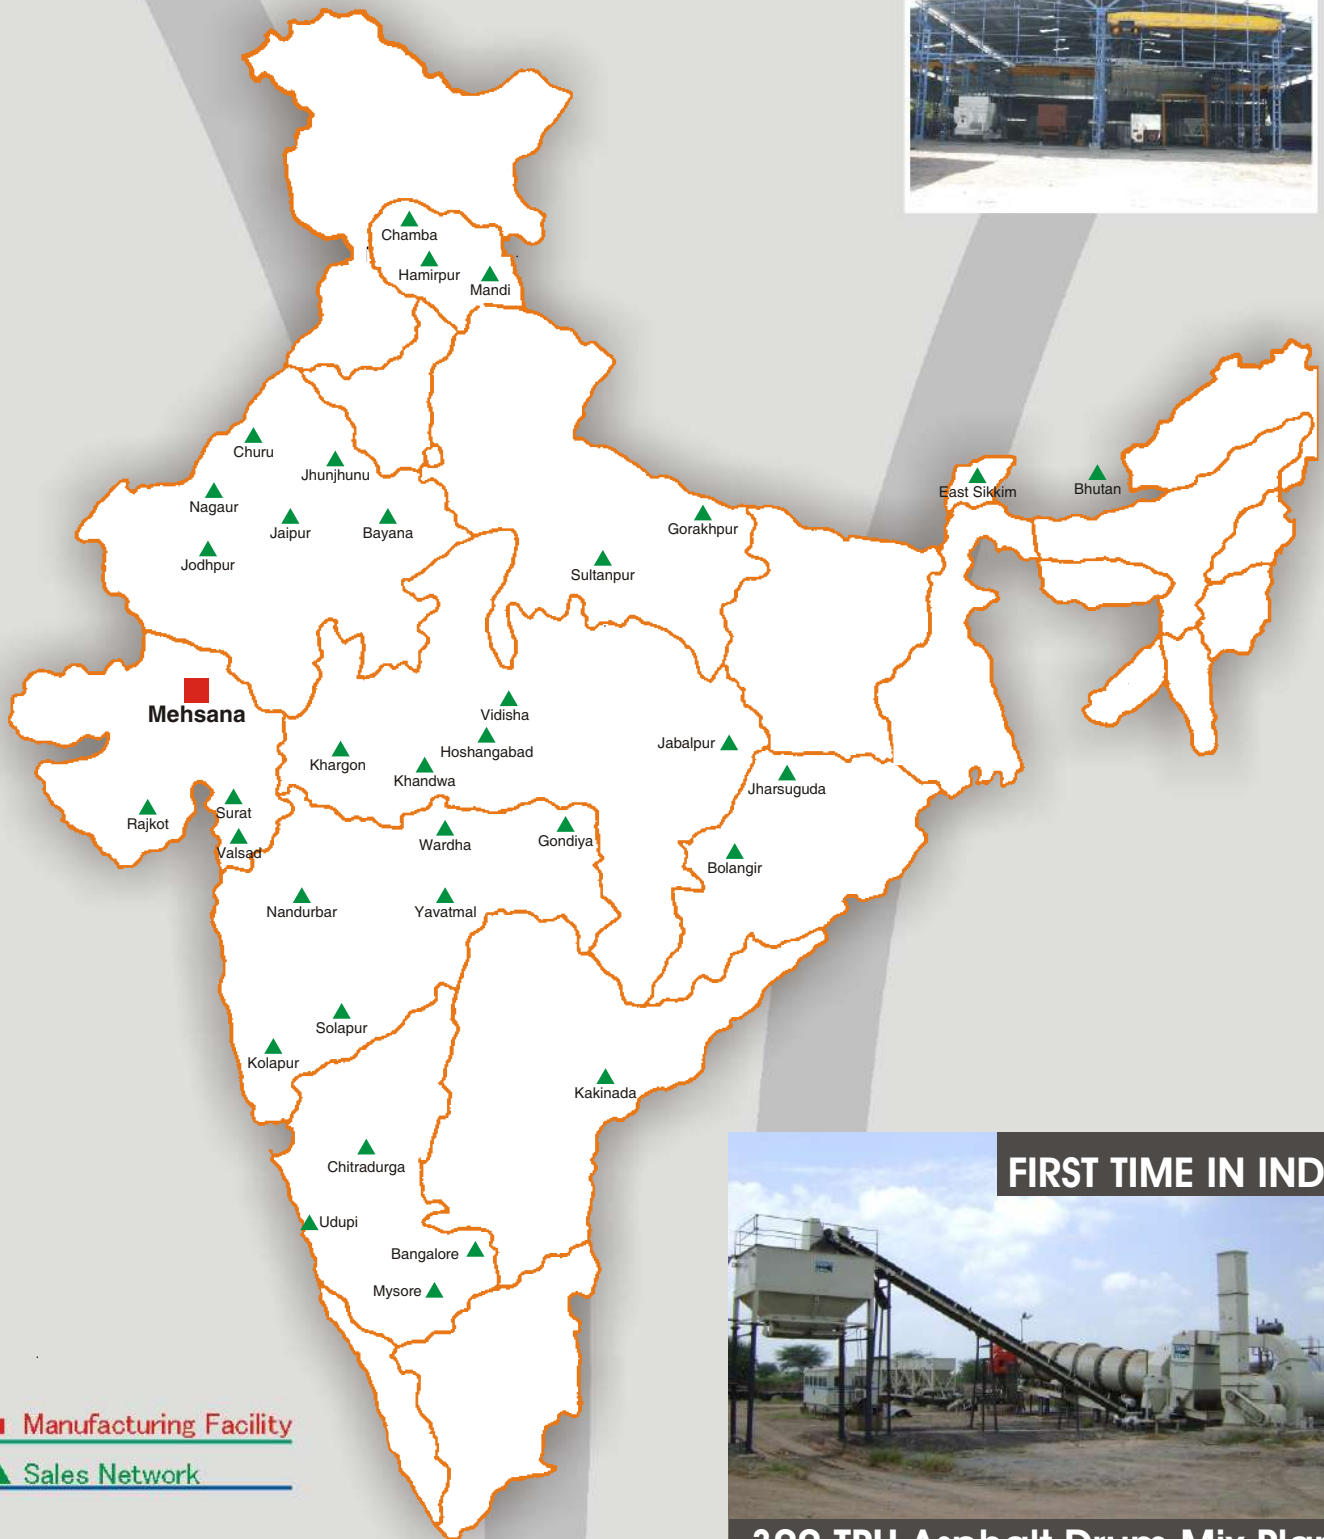 Chamba
Hamirpur
Mandi
Churu
Jhunjhunu
Nagaur
Jaipur
Bayana
Jodhpur
East Sikkim
Bhutan
Gorakhpur
Sultanpur
Mehsana
Vidisha
Hoshangabad
Jabalpur
Khargon
Khandwa
Jharsuguda
Rajkot
Surat
Valsad
Wardha
Gondiya
Bolangir
Nandurbar
Yavatmal
Solapur
Kolapur
Kakinada
Chitradurga
Udupi
Bangalore
Mysore
FIRST TIME IN IND
Manufacturing Facility
Sales Network